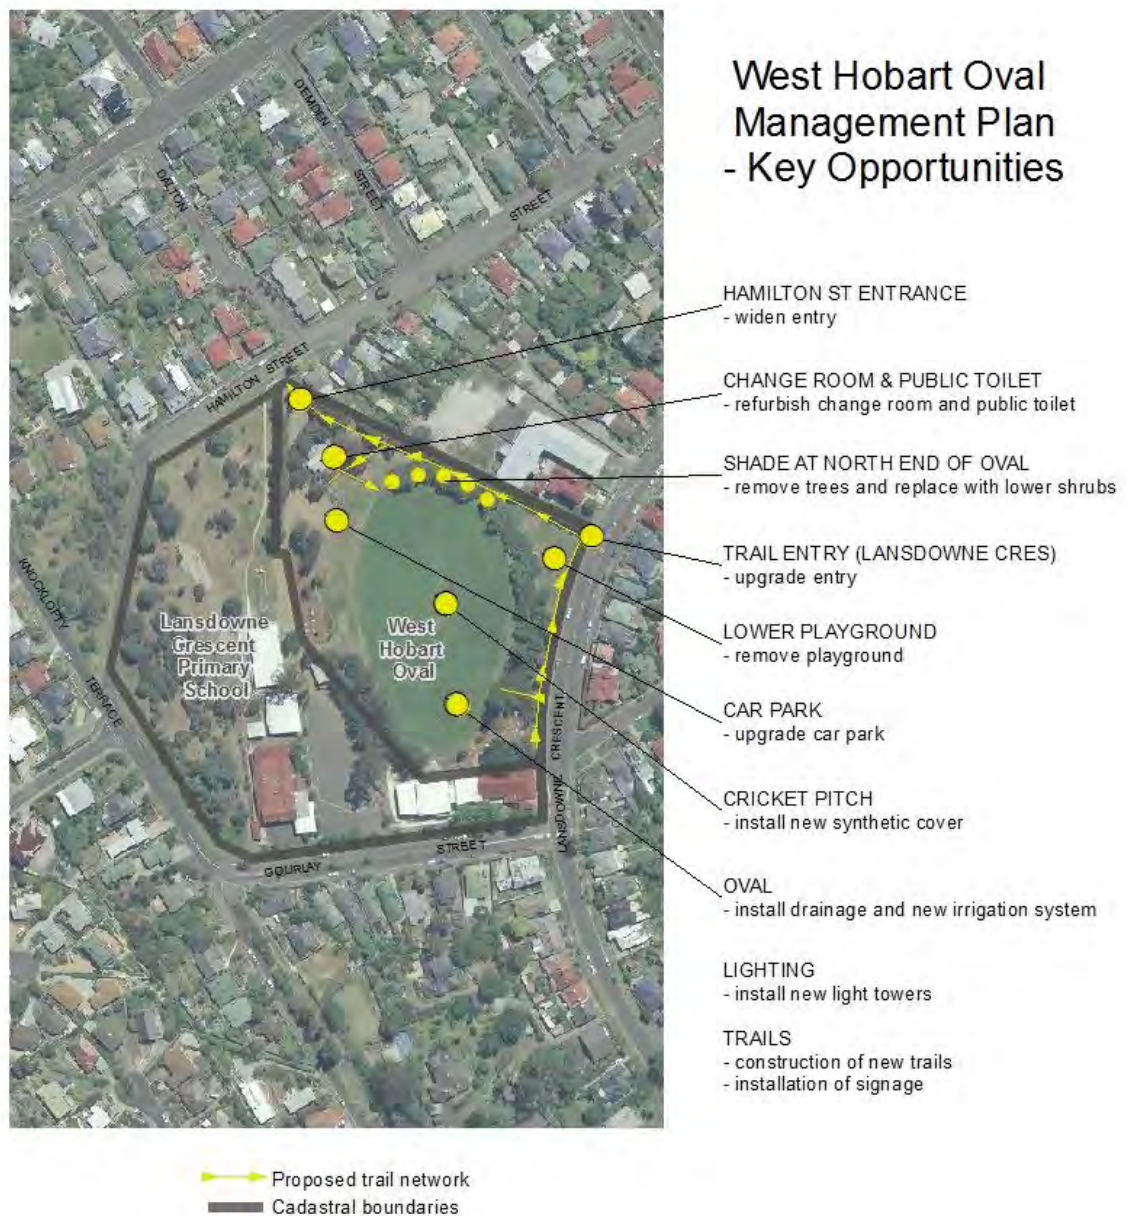 West Hobart Oval
Management Plan
- Key Opportunities
DEMDEN
STREET
DALTON
STREET
HAMILTON STREET
KNOCKLOFTY
TERRACE
GOURLAY
STREET
LANSDOWNE CRESCENT
Lansdowne
Crescent
Primary
School
West
Hobart
Oval
HAMILTON ST ENTRANCE
- widen entry
CHANGE ROOM & PUBLIC TOILET
- refurbish change room and public toilet
SHADE AT NORTH END OF OVAL
- remove trees and replace with lower shrubs
TRAIL ENTRY (LANSDOWNE CRES)
- upgrade entry
LOWER PLAYGROUND
- remove playground
CAR PARK
- upgrade car park
CRICKET PITCH
- install new synthetic cover
OVAL
- install drainage and new irrigation system
LIGHTING
- install new light towers
TRAILS
- construction of new trails
- installation of signage
Proposed trail network
Cadastral boundaries